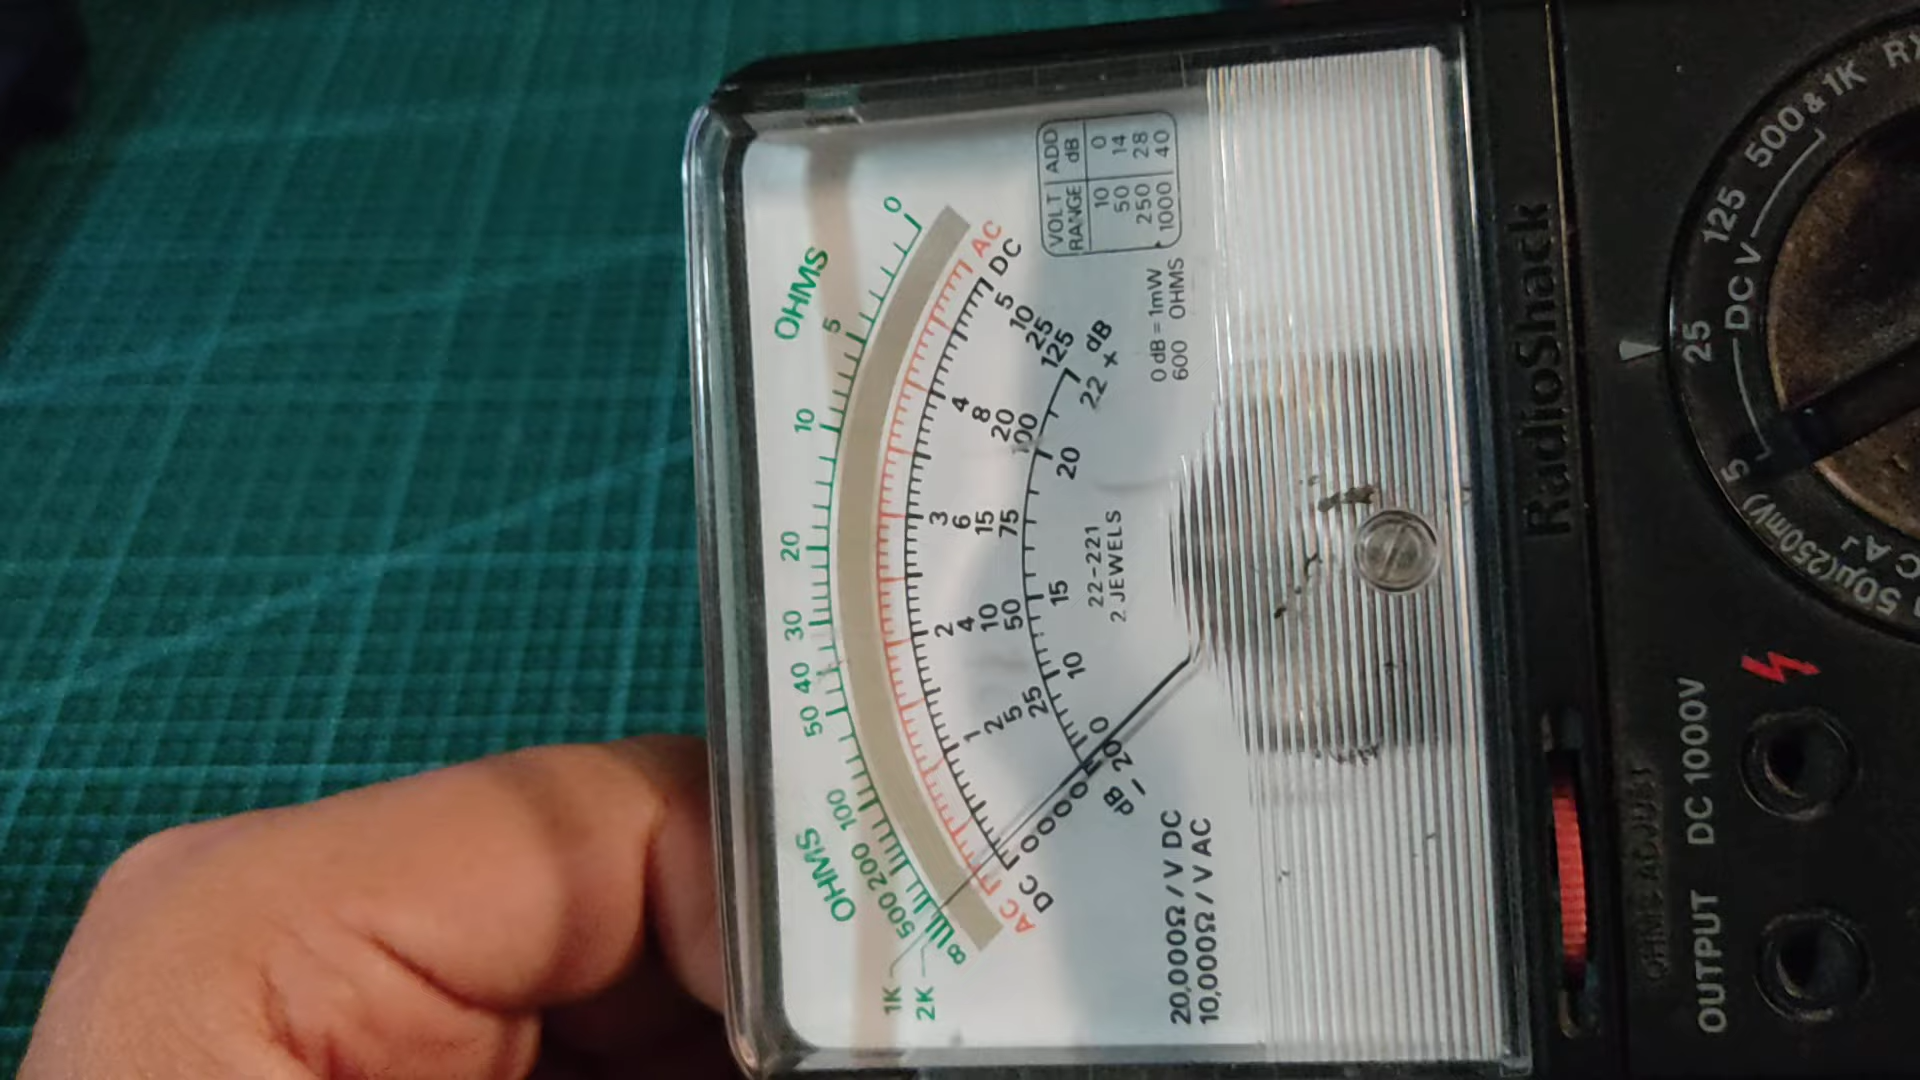 OHMS
OHMS
∞
2K
1K
500
200
100
50
40
30
20
10
5
0
AC
AC
DC
DC
0 1 2 3 4 5
0 2 4 6 8 10
0 5 10 15 20 25
0 25 50 75 100 125
dB
- 20 0 10 15 20 22 + dB
22-221
2 JEWELS
0 dB = 1mW
600 OHMS
VOLT RANGE ADD dB
10 0
50 14
250 28
1000 40
20,000Ω / V DC
10,000Ω / V AC
RadioShack
OHMS ADJUST
OUTPUT
DC 1000V
50µ(250mV)
5
25
DC V
125
500 & 1K